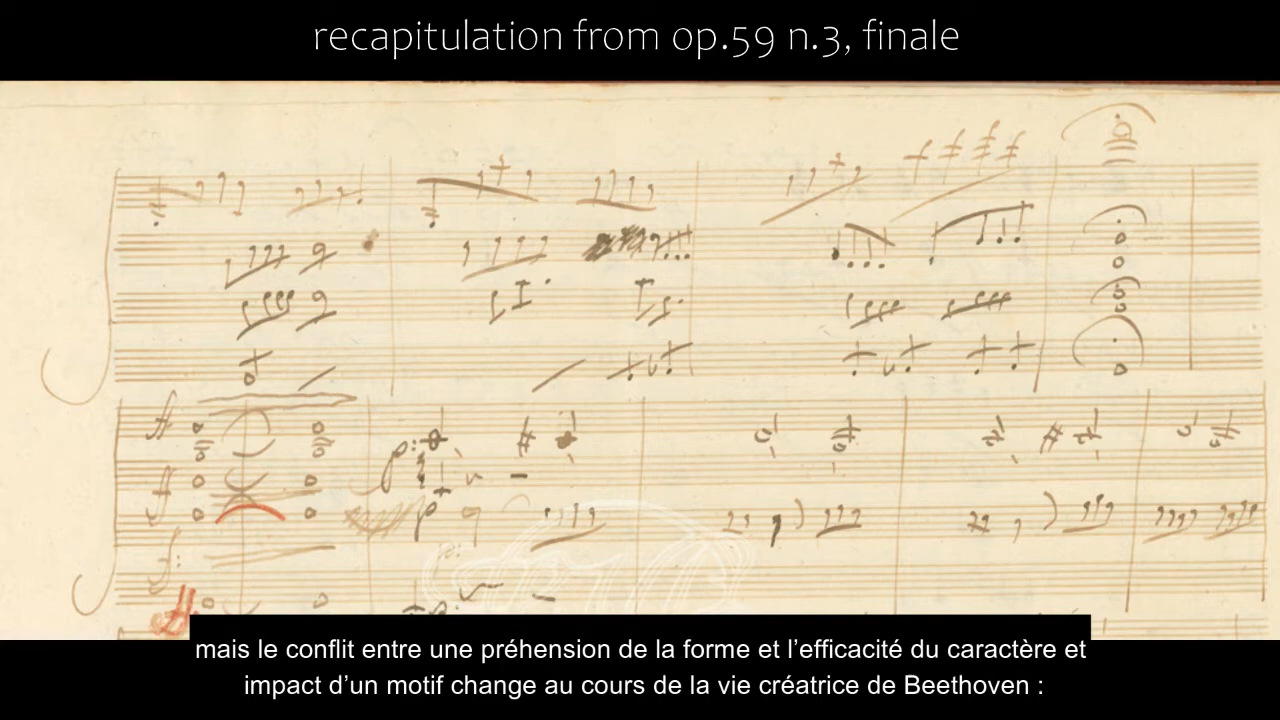 recapitulation from op.59 n.3, finale
mais le conflit entre une préhension de la forme et l’efficacité du caractère et
impact d’un motif change au cours de la vie créatrice de Beethoven :